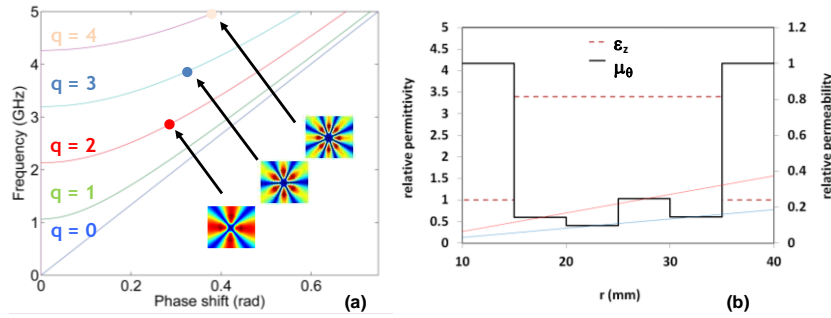 5
4
3
2
1
0
Frequency (GHz)
q = 4
q = 3
q = 2
q = 1
q = 0
0
0.2
0.4
0.6
Phase shift (rad)
(a)
5
4.5
4
3.5
3
2.5
2
1.5
1
0.5
0
relative permittivity
ε_z
μ_θ
1.2
1
0.8
0.6
0.4
0.2
0
relative permeability
10
20
30
40
r (mm)
(b)